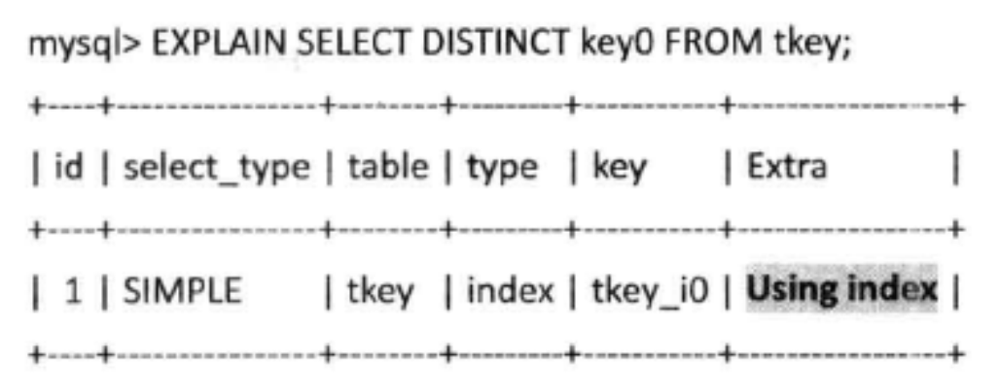 mysql> EXPLAIN SELECT DISTINCT key0 FROM tkey;
+----+---------------+--------+---------+-----------+----------------+
| id | select_type | table | type | key | Extra |
+----+---------------+--------+---------+-----------+----------------+
| 1 | SIMPLE | tkey | index | tkey_i0 | Using index |
+----+---------------+--------+---------+-----------+----------------+